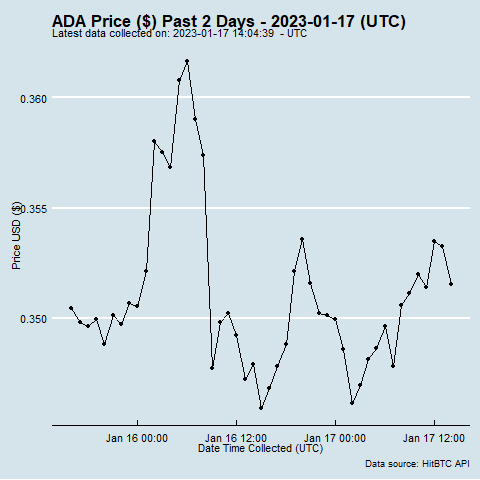 ADA Price ($) Past 2 Days - 2023-01-17 (UTC)
Latest data collected on: 2023-01-17 14:04:39 - UTC
0.360
0.355
0.350
Price USD ($)
Jan 16 00:00 Jan 16 12:00 Jan 17 00:00 Jan 17 12:00
Date Time Collected (UTC)
Data source: HitBTC API